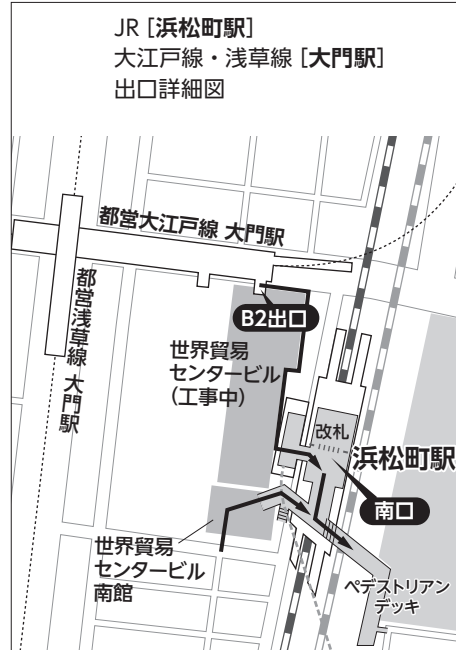 JR [浜松町駅]
大江戸線・浅草線 [大門駅]
出口詳細図
都営大江戸線 大門駅
都営浅草線 大門駅
B2出口
世界貿易
センタービル
(工事中)
改札
浜松町駅
南口
世界貿易
センタービル
南館
ペデストリアン
デッキ